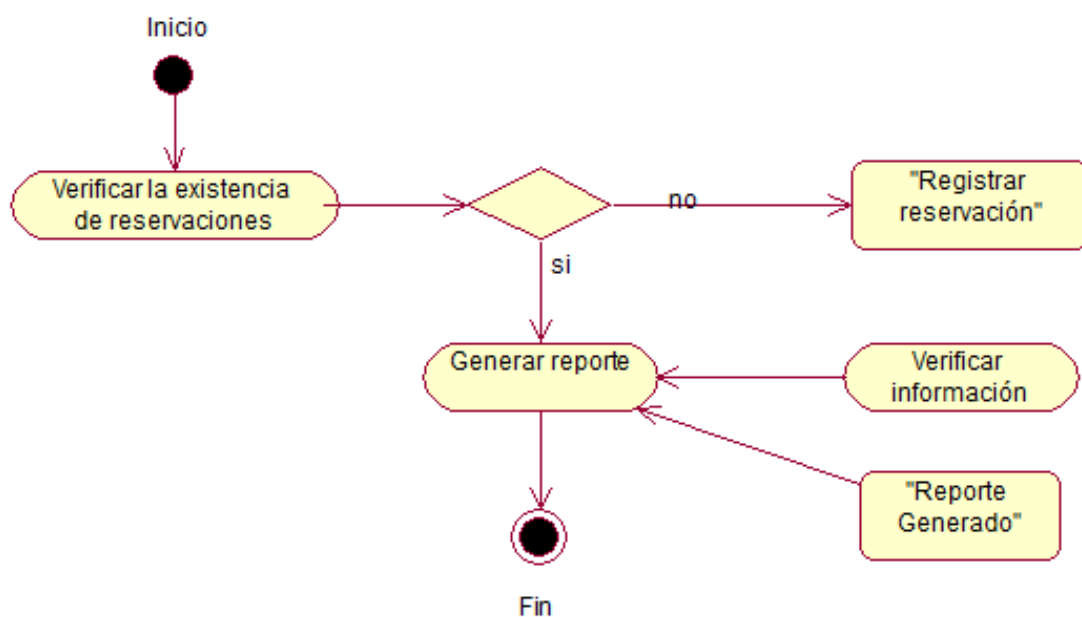 Inicio
Verificar la existencia
de reservaciones
no
"Registrar
reservación"
si
Generar reporte
Verificar
información
"Reporte
Generado"
Fin